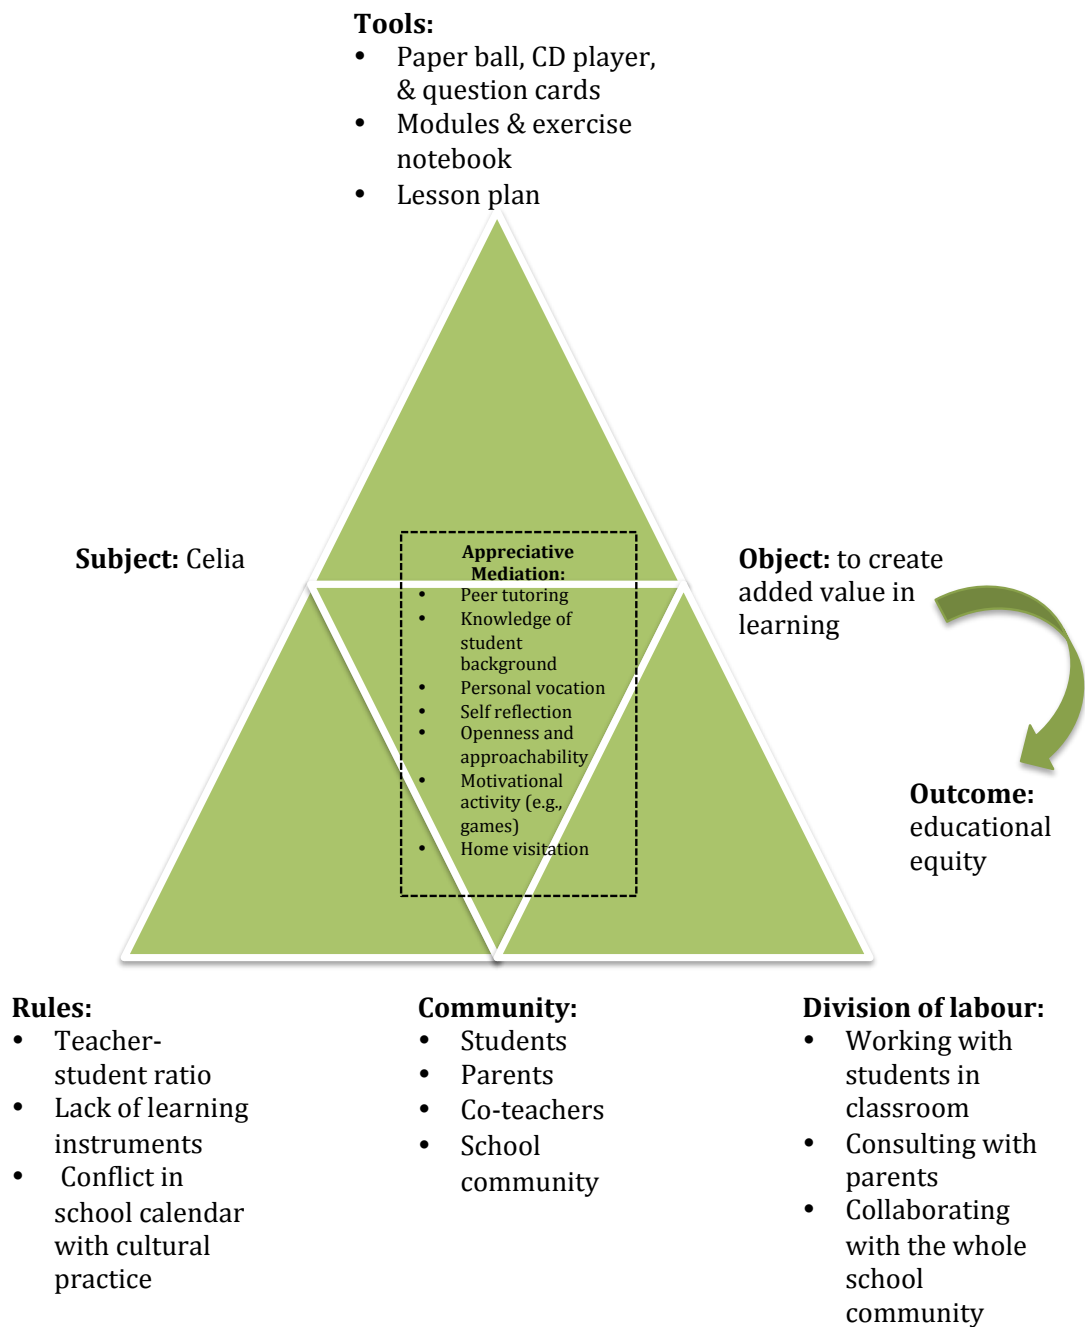 Tools:
• Paper ball, CD player,
& question cards
• Modules & exercise
notebook
• Lesson plan
Subject: Celia
Appreciative
Mediation:
• Peer tutoring
• Knowledge of
student
background
• Personal vocation
• Self reflection
• Openness and
approachability
• Motivational
activity (e.g.,
games)
• Home visitation
Object: to create
added value in
learning
Outcome:
educational
equity
Rules:
• Teacher-
student ratio
• Lack of learning
instruments
• Conflict in
school calendar
with cultural
practice
Community:
• Students
• Parents
• Co-teachers
• School
community
Division of labour:
• Working with
students in
classroom
• Consulting with
parents
• Collaborating
with the whole
school
community